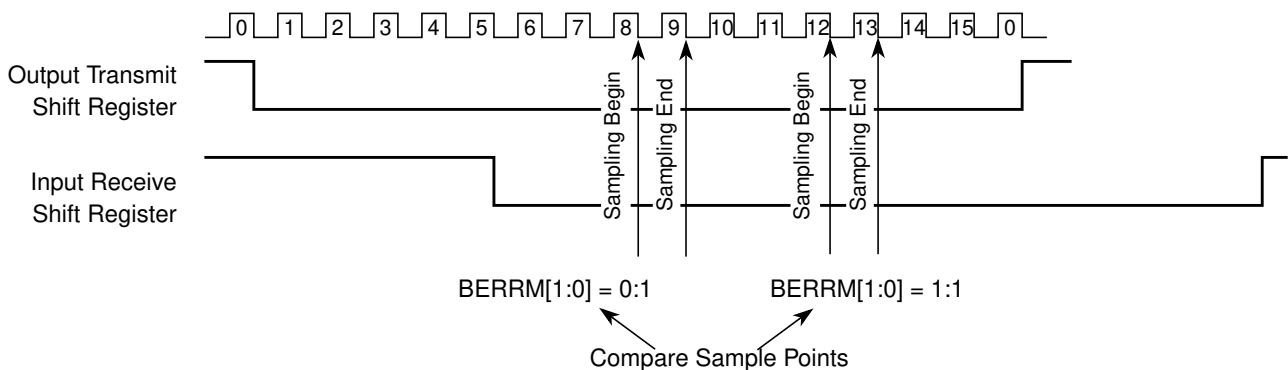 0 1 2 3 4 5 6 7 8 9 10 11 12 13 14 15 0
Output Transmit
Shift Register
Input Receive
Shift Register
Sampling Begin
Sampling End
Sampling Begin
Sampling End
BERRM[1:0] = 0:1
BERRM[1:0] = 1:1
Compare Sample Points